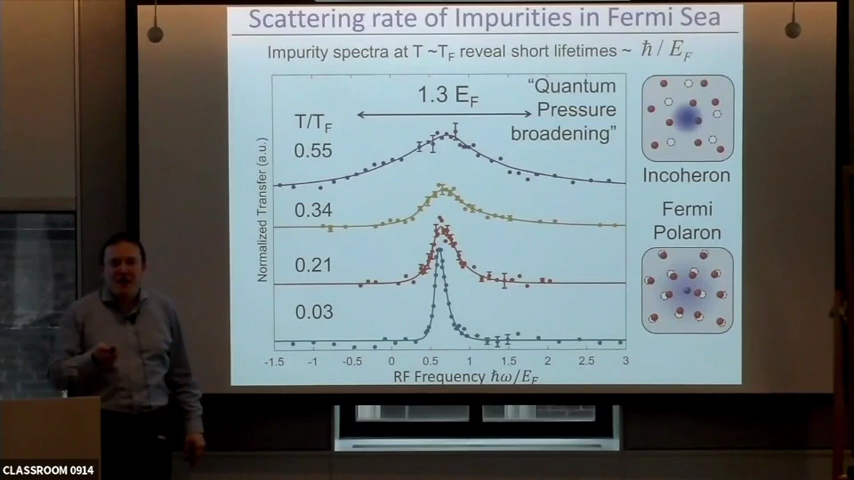 Scattering rate of Impurities in Fermi Sea
Impurity spectra at T ~T_F reveal short lifetimes ~ ħ / E_F
1.3 E_F
"Quantum
Pressure
broadening"
T/T_F
0.55
0.34
0.21
0.03
Normalized Transfer (a.u.)
-1.5 -1 -0.5 0 0.5 1 1.5 2 2.5 3
RF Frequency ħω/E_F
Incoheron
Fermi
Polaron
CLASSROOM 0914